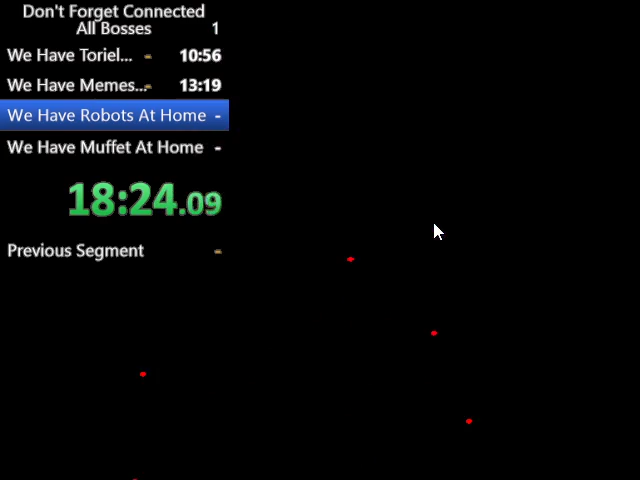 Don't Forget Connected
All Bosses 1
We Have Toriel... - 10:56
We Have Memes... - 13:19
We Have Robots At Home -
We Have Muffet At Home -
18:24.09
Previous Segment -